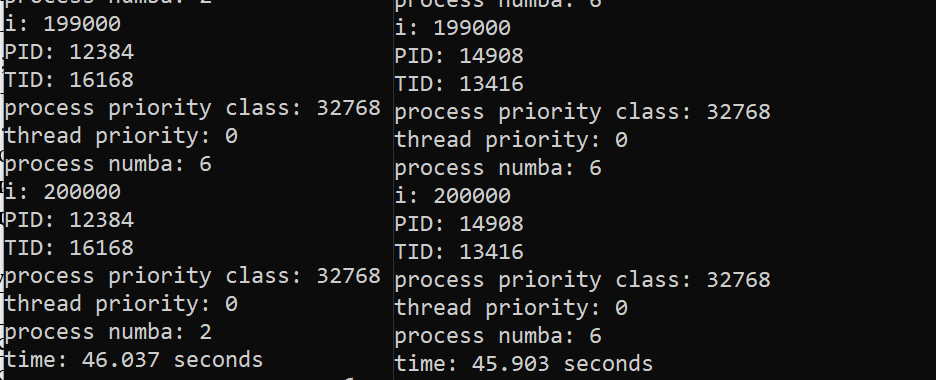 process numba: 2
i: 199000
PID: 12384
TID: 16168
process priority class: 32768
thread priority: 0
process numba: 6
i: 200000
PID: 12384
TID: 16168
process priority class: 32768
thread priority: 0
process numba: 2
time: 46.037 seconds
process numba: 6
i: 199000
PID: 14908
TID: 13416
process priority class: 32768
thread priority: 0
process numba: 6
i: 200000
PID: 14908
TID: 13416
process priority class: 32768
thread priority: 0
process numba: 6
time: 45.903 seconds